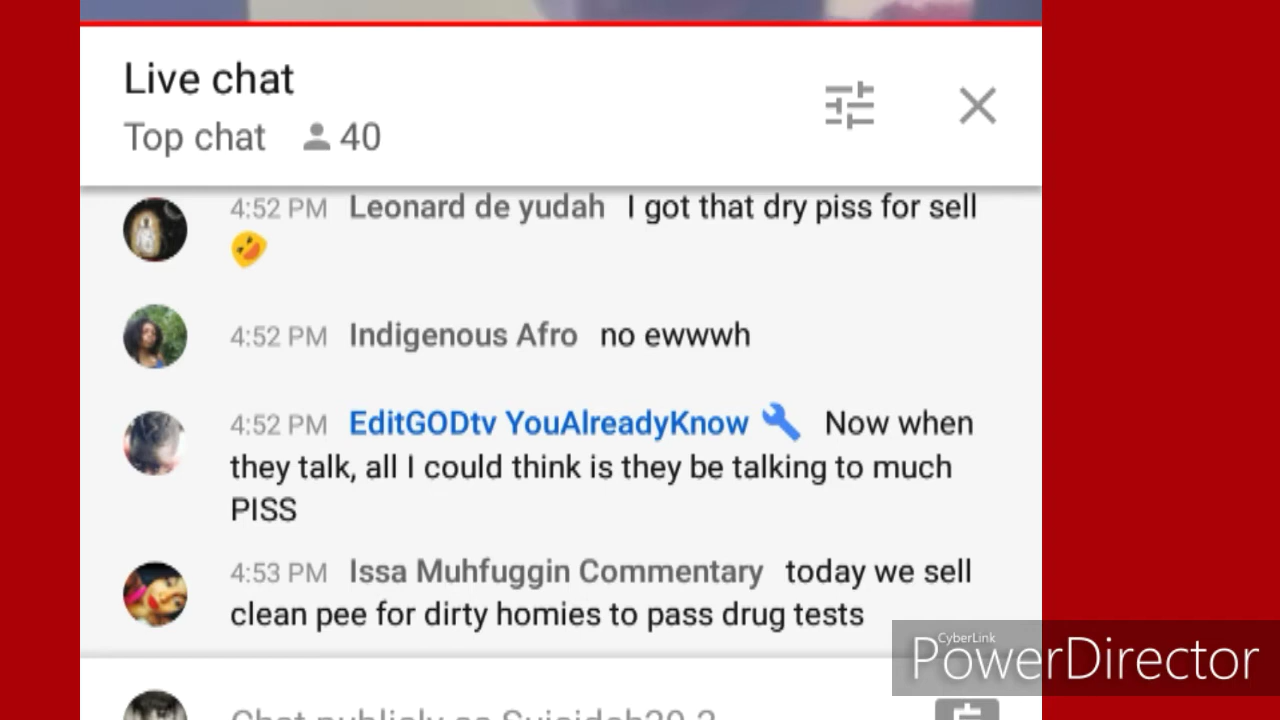 Live chat
Top chat 40
4:52 PM Leonard de yudah I got that dry piss for sell
🤣
4:52 PM Indigenous Afro no ewwwh
4:52 PM EditGODtv YouAlreadyKnow Now when
they talk, all I could think is they be talking to much
PISS
4:53 PM Issa Muhfuggin Commentary today we sell
clean pee for dirty homies to pass drug tests
CyberLink
PowerDirector
Chat publicly as